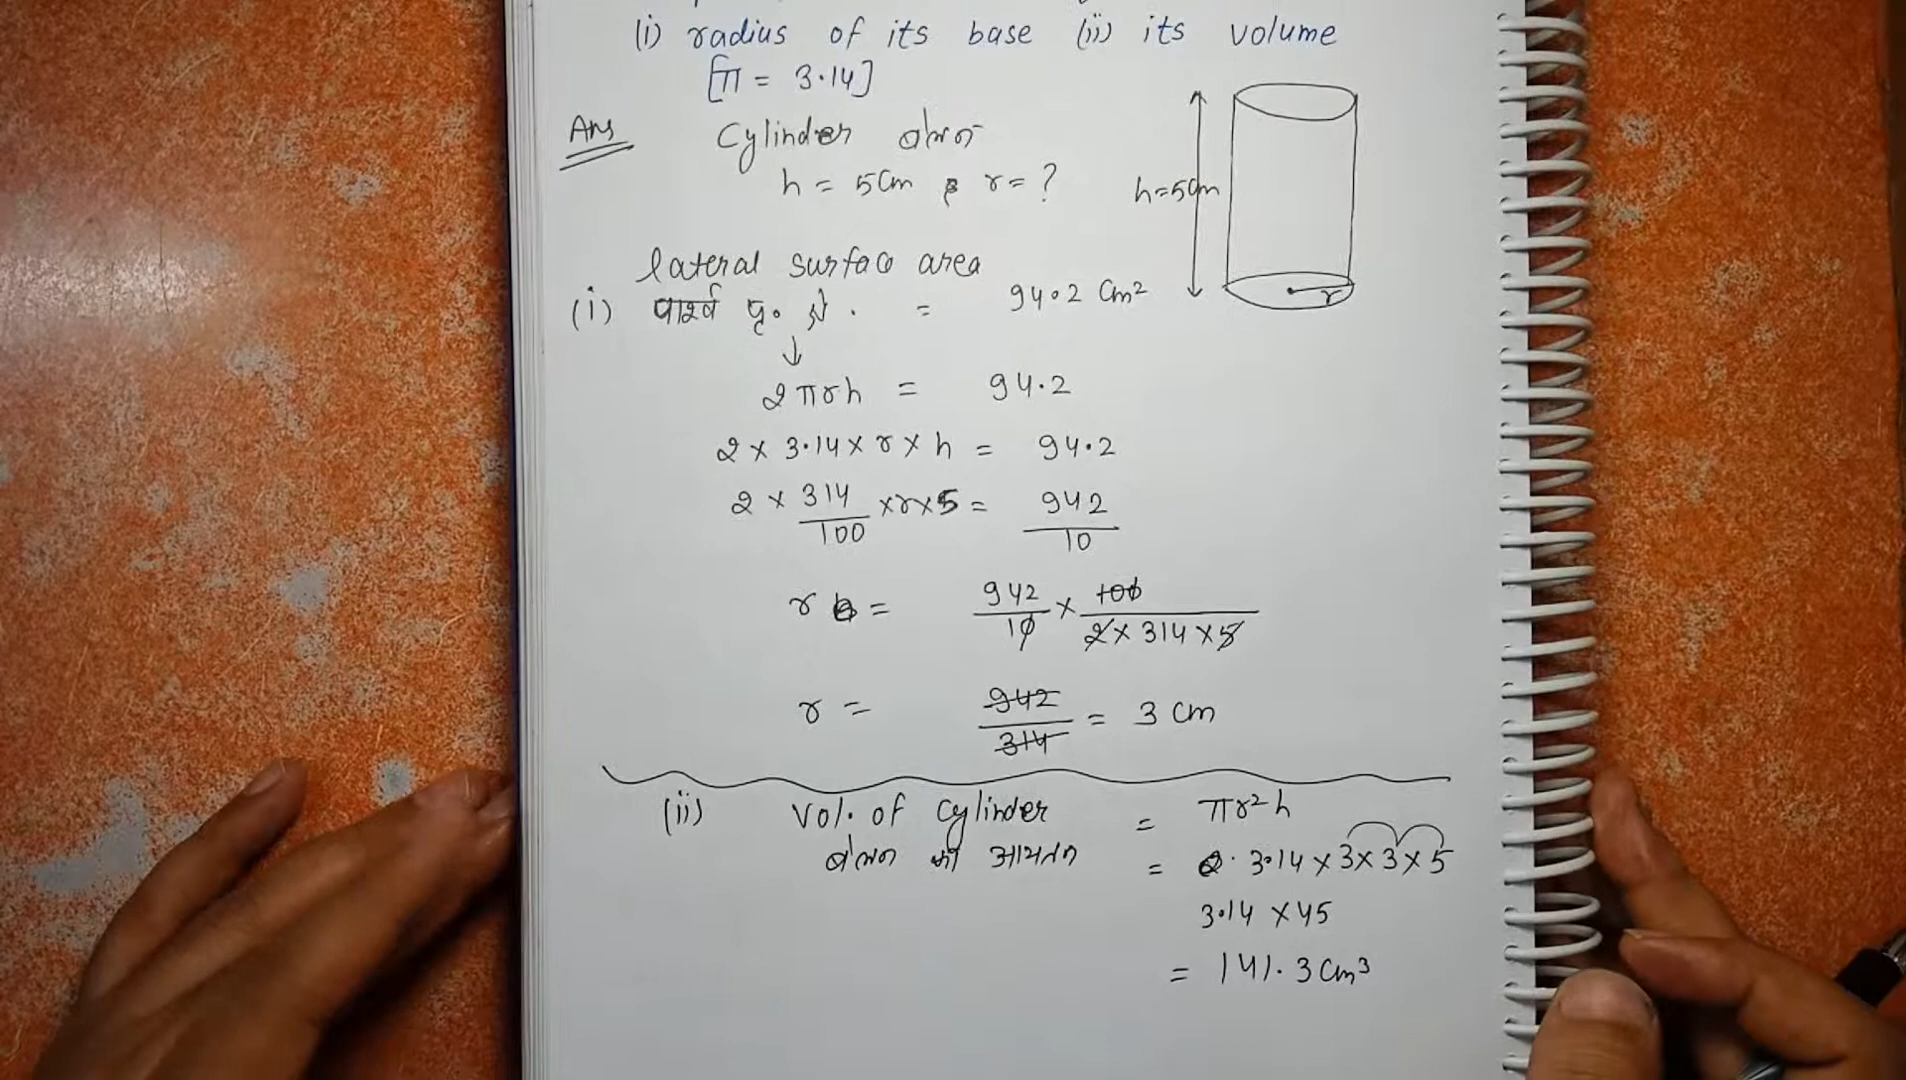 (i) radius of its base (ii) its volume
[π = 3.14]
Ans Cylinder बेलन
h = 5cm, r = ?
h=5cm
r
lateral surface area
(i) पार्श्व पृ. क्षे. = 94.2 cm²
↓
2πrh = 94.2
2 × 3.14 × r × h = 94.2
2 × 314/100 × r × 5 = 942/10
r = 942/10 × 100/(2 × 314 × 5)
r = 942/314 = 3 cm
(ii) Vol. of cylinder = πr²h
बेलन का आयतन = 3.14 × 3 × 3 × 5
3.14 × 45
= 141.3 cm³